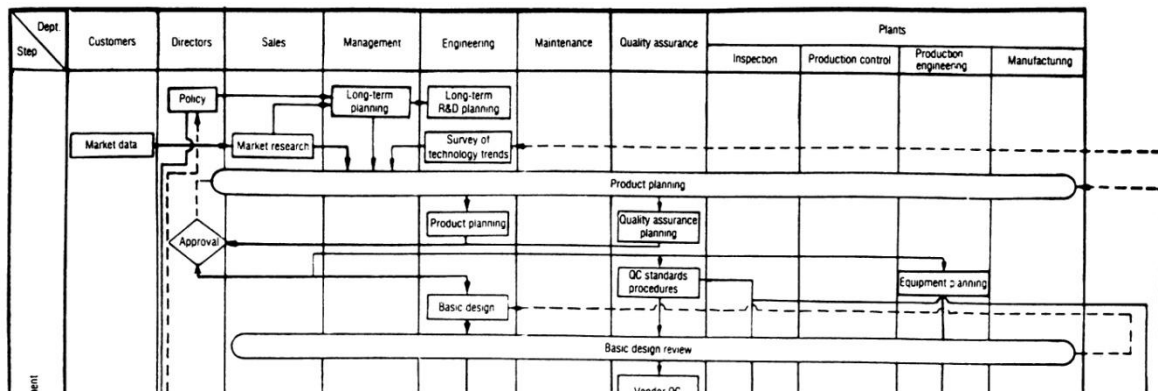 Dept.
Step
Customers
Directors
Sales
Management
Engineering
Maintenance
Quality assurance
Plants
Inspection
Production control
Production
engineering
Manufacturing
Policy
Long-term
planning
Long-term
R&D planning
Market data
Market research
Survey of
technology trends
Product planning
Product planning
Quality assurance
planning
Approval
QC standards
procedures
Equipment planning
Basic design
Basic design review
Vendor QC